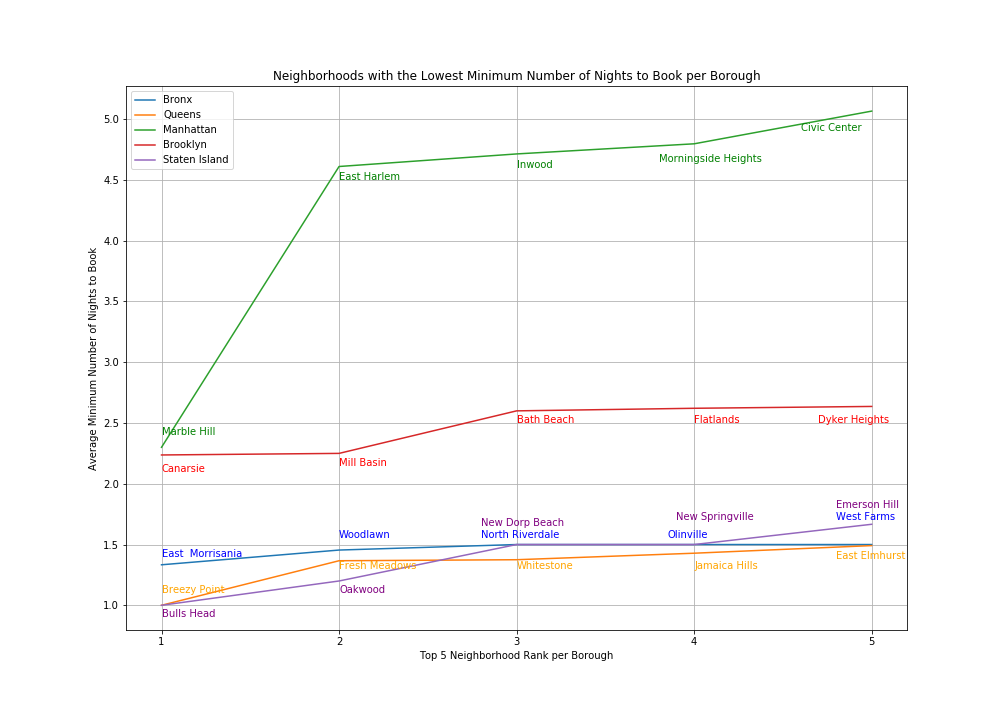 Neighborhoods with the Lowest Minimum Number of Nights to Book per Borough
Bronx
Queens
Manhattan
Brooklyn
Staten Island
Average Minimum Number of Nights to Book
5.0
4.5
4.0
3.5
3.0
2.5
2.0
1.5
1.0
Civic Center
Morningside Heights
Inwood
East Harlem
Marble Hill
Canarsie
Mill Basin
Bath Beach
Flatlands
Dyker Heights
Emerson Hill
West Farms
New Springville
Olinville
New Dorp Beach
North Riverdale
Woodlawn
East  Morrisania
Breezy Point
Fresh Meadows
Whitestone
Jamaica Hills
East Elmhurst
Oakwood
Bulls Head
1 2 3 4 5
Top 5 Neighborhood Rank per Borough